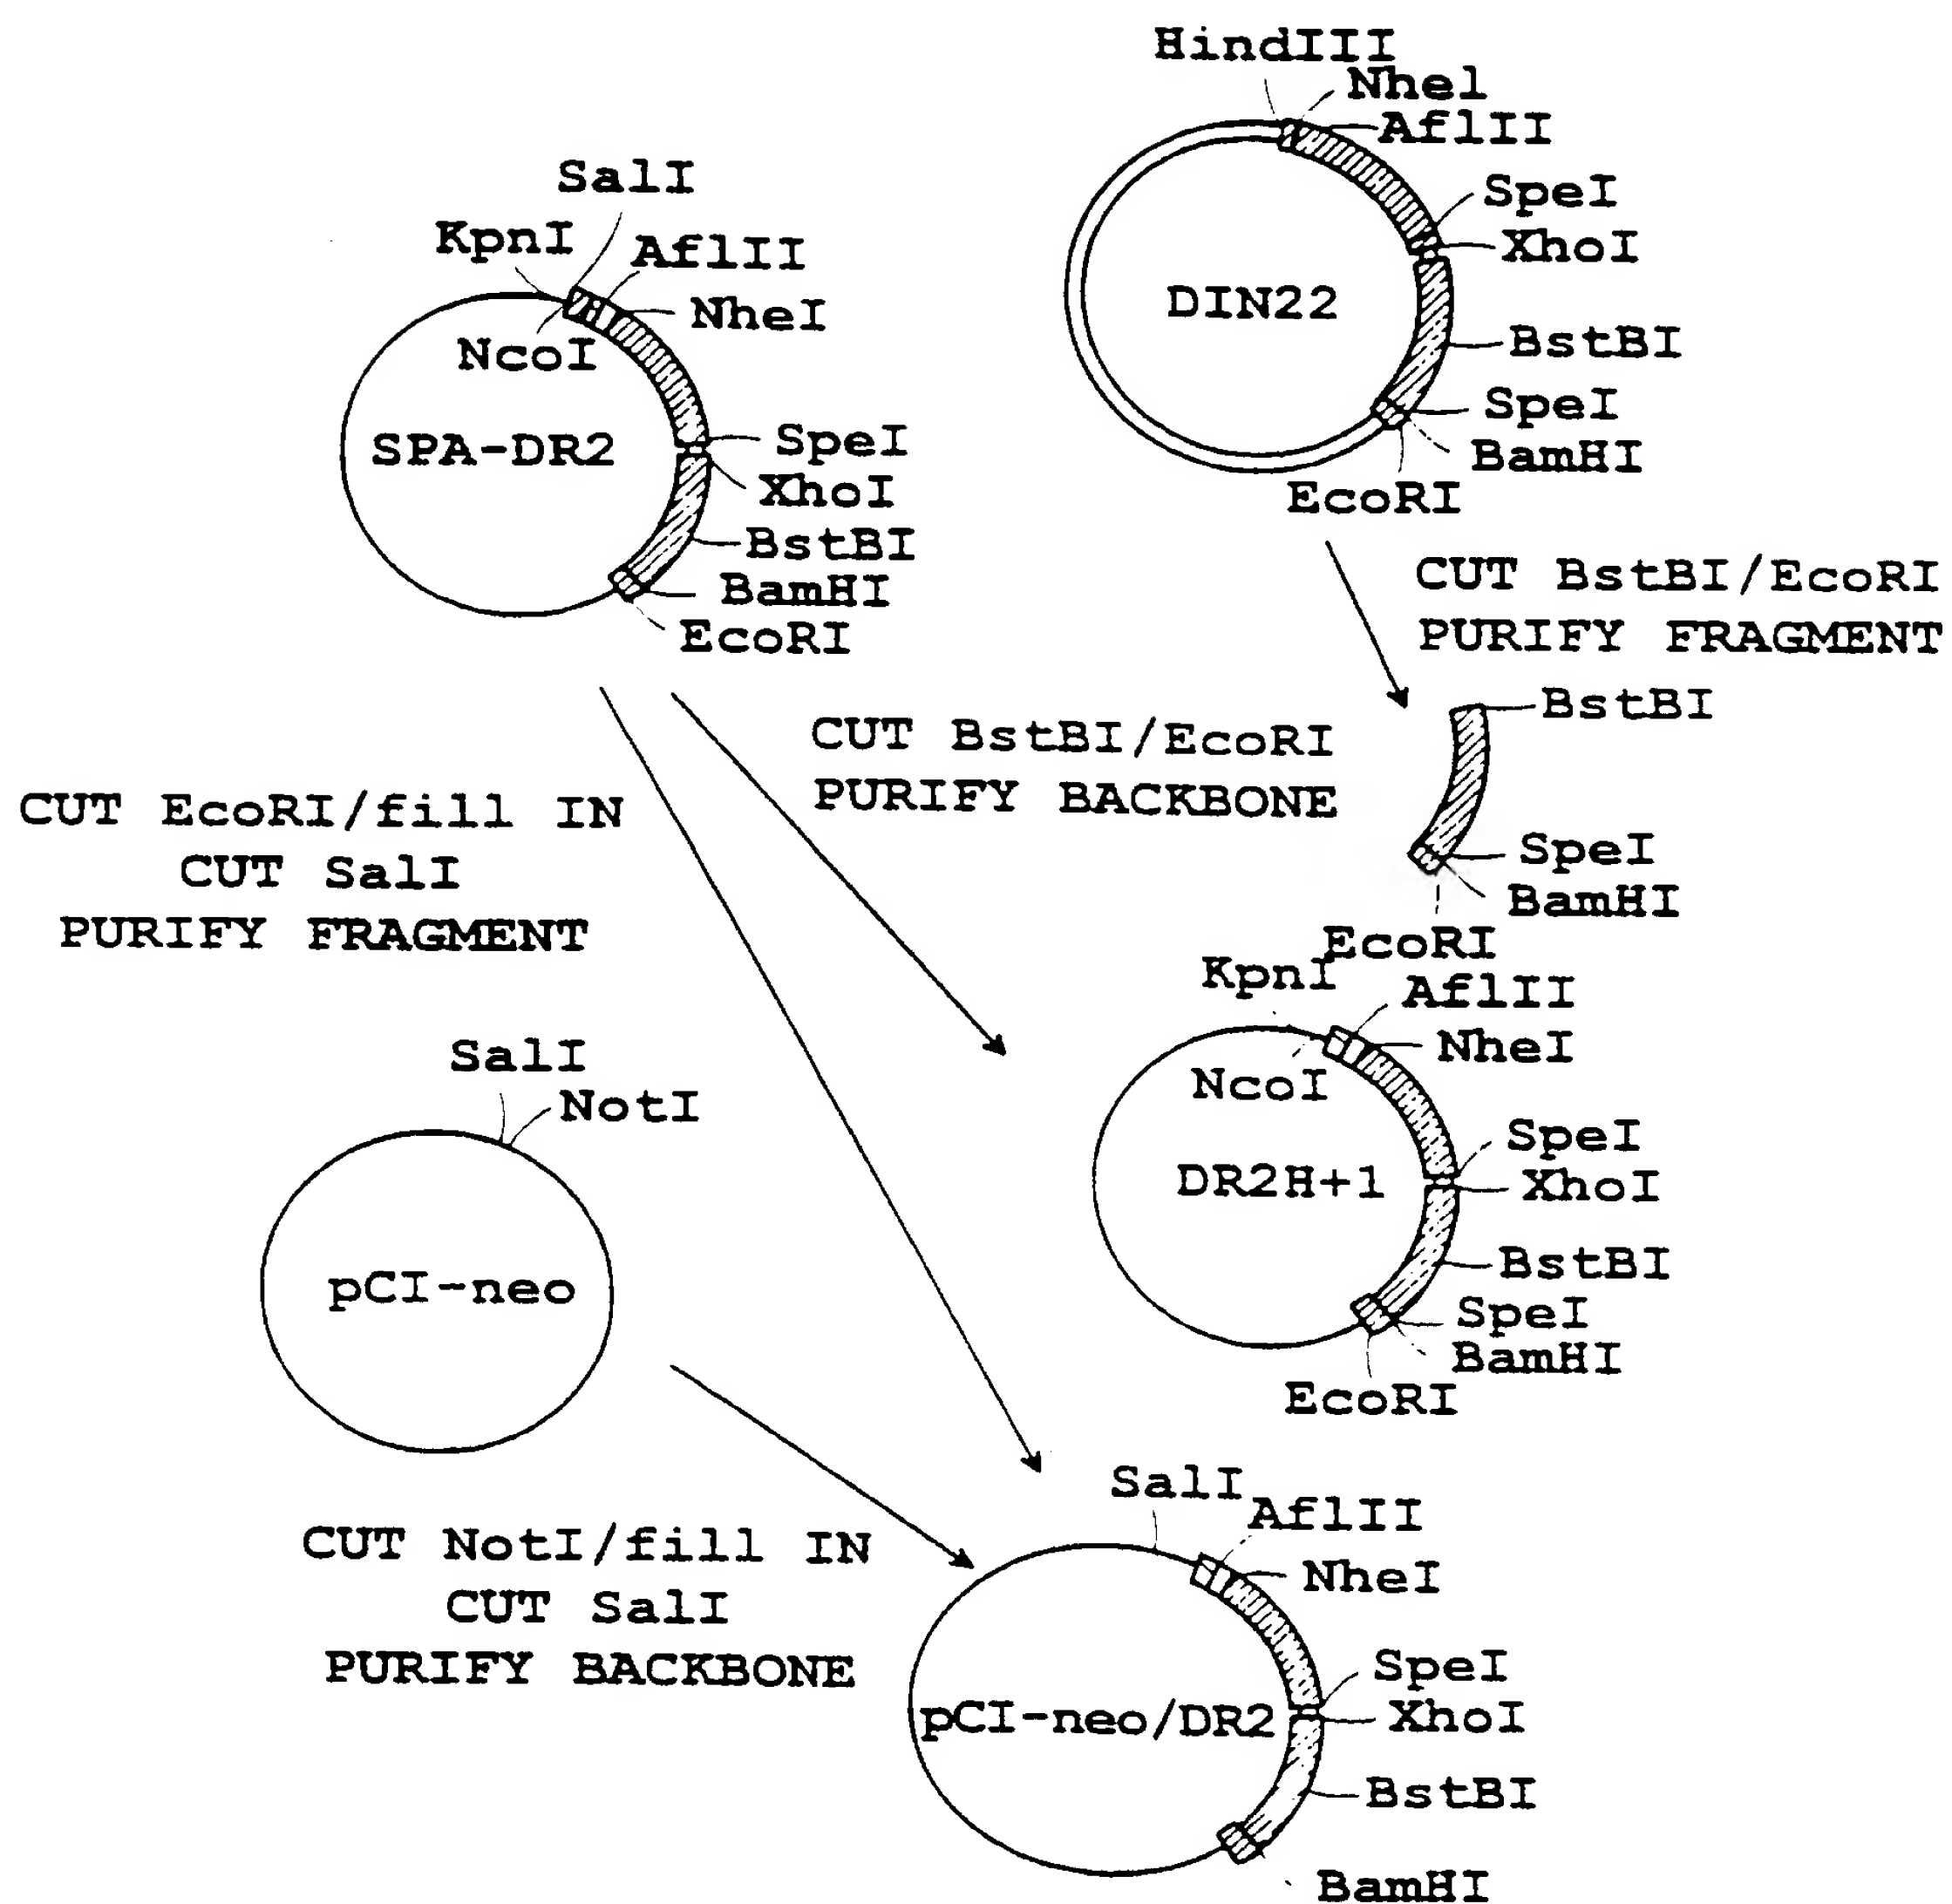 HindIII
NheI
AflII
SpeI
XhoI
DIN22
BstBI
SpeI
BamHI
EcoRI
SalI
KpnI
AflII
NheI
NcoI
SPA-DR2
SpeI
XhoI
BstBI
BamHI
EcoRI
CUT BstBI/EcoRI
PURIFY FRAGMENT
BstBI
SpeI
BamHI
EcoRI
CUT BstBI/EcoRI
PURIFY BACKBONE
CUT EcoRI/fill IN
CUT SalI
PURIFY FRAGMENT
KpnI
AflII
NheI
NcoI
SpeI
DR2H+1
XhoI
BstBI
SpeI
BamHI
EcoRI
SalI
NotI
pCI-neo
CUT NotI/fill IN
CUT SalI
PURIFY BACKBONE
SalI
AflII
NheI
SpeI
pCI-neo/DR2
XhoI
BstBI
BamHI